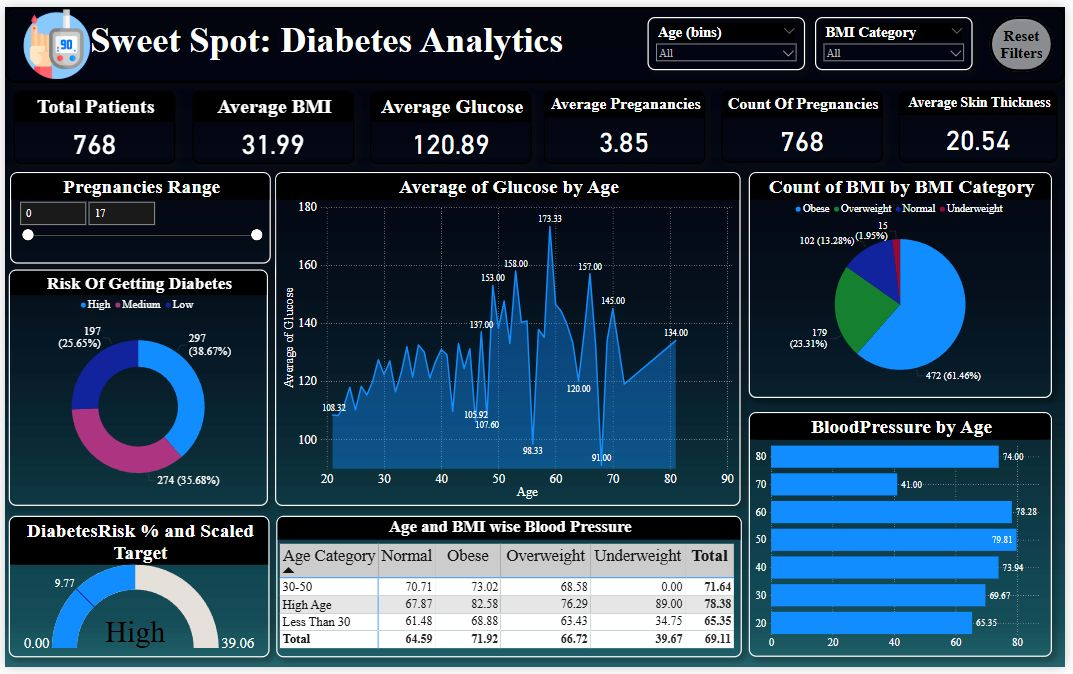 90
Sweet Spot: Diabetes Analytics
Age (bins)
All
BMI Category
All
Reset
Filters
Total Patients
768
Average BMI
31.99
Average Glucose
120.89
Average Preganancies
3.85
Count Of Pregnancies
768
Average Skin Thickness
20.54
Pregnancies Range
0
17
Risk Of Getting Diabetes
High Medium Low
197
(25.65%)
297
(38.67%)
274 (35.68%)
DiabetesRisk % and Scaled
Target
9.77
0.00
High
39.06
Average of Glucose by Age
Average of Glucose
180
160
140
120
100
173.33
158.00
157.00
153.00
145.00
137.00
134.00
120.00
108.32
105.92
107.60
98.33
91.00
20 30 40 50 60 70 80 90
Age
Age and BMI wise Blood Pressure
Age Category Normal Obese Overweight Underweight Total
30-50 70.71 73.02 68.58 0.00 71.64
High Age 67.87 82.58 76.29 89.00 78.38
Less Than 30 61.48 68.88 63.43 34.75 65.35
Total 64.59 71.92 66.72 39.67 69.11
Count of BMI by BMI Category
Obese Overweight Normal Underweight
15
(1.95%)
102 (13.28%)
179
(23.31%)
472 (61.46%)
BloodPressure by Age
80 74.00
70 41.00
60 78.28
50 79.81
40 73.94
30 69.67
20 65.35
0 20 40 60 80